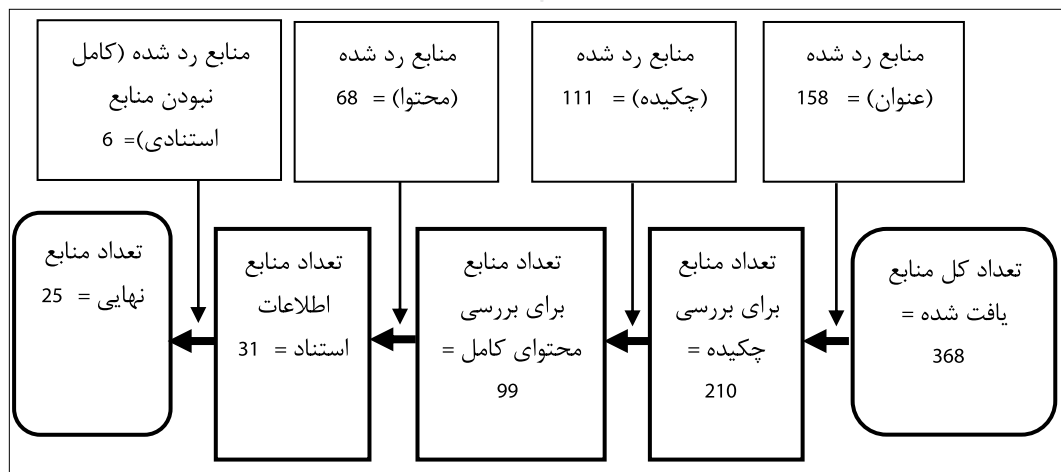 منابع رد شده
(عنوان) = 158
منابع رد شده
(چکیده) = 111
منابع رد شده
(محتوا) = 68
منابع رد شده (کامل
نبودن منابع
استنادی)= 6
تعداد کل منابع
یافت شده =
368
تعداد منابع
برای بررسی
چکیده =
210
تعداد منابع
برای بررسی
محتوای کامل =
99
تعداد منابع
اطلاعات
استناد = 31
تعداد منابع
نهایی = 25